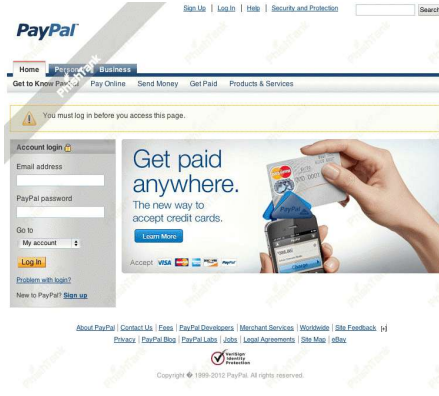 Sign Up | Log In | Help | Security and Protection
Search
PayPal
Home Personal Business
Get to Know PayPal Pay Online Send Money Get Paid Products & Services
You must log in before you access this page.
Account login
Email address
PayPal password
Go to
My account
Log In
Problem with login?
New to PayPal? Sign up
Get paid
anywhere.
The new way to
accept credit cards.
Learn More
Accept VISA PayPal
PayPal
Charge
About PayPal | Contact Us | Fees | PayPal Developers | Merchant Services | Worldwide | Site Feedback [+]
Privacy | PayPal Blog | PayPal Labs | Jobs | Legal Agreements | Site Map | eBay
VeriSign
Identity
Protection
Copyright � 1999-2012 PayPal. All rights reserved.
PhishTank